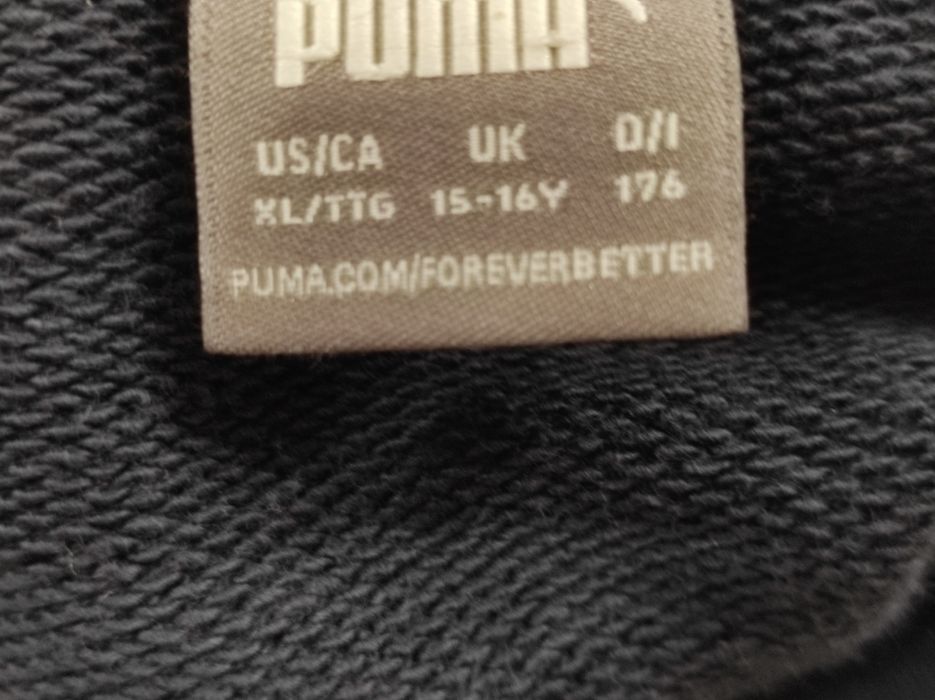 PUMA
US/CA UK D/I
XL/TTG 15-16Y 176
PUMA.COM/FOREVERBETTER